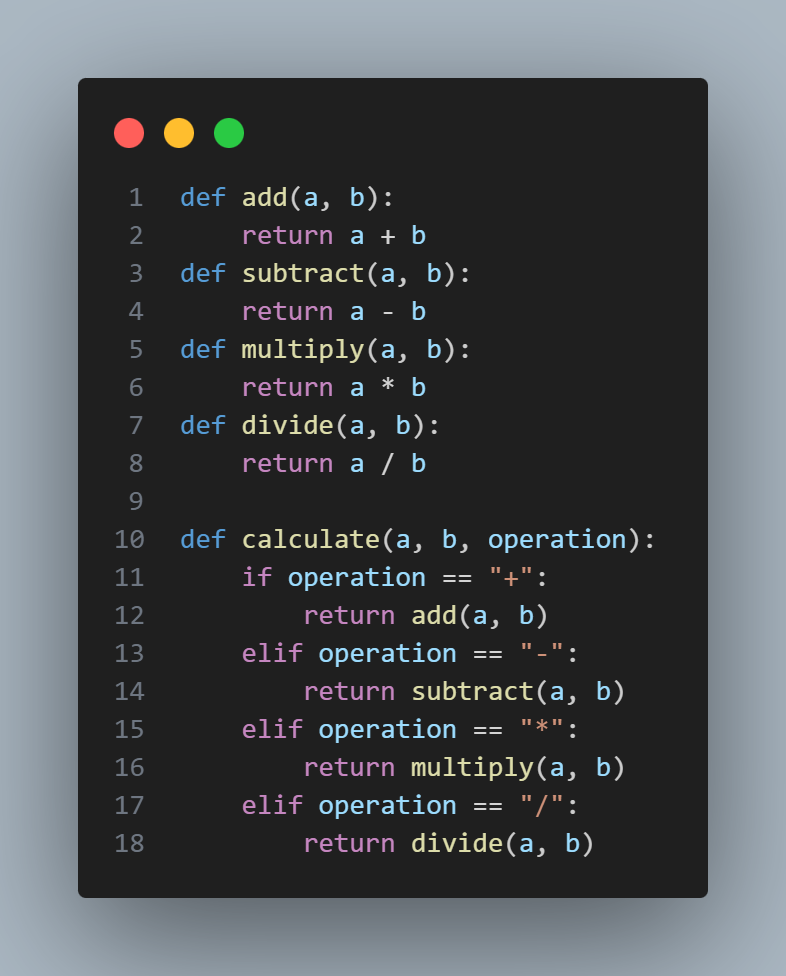 1 def add(a, b):
2     return a + b
3 def subtract(a, b):
4     return a - b
5 def multiply(a, b):
6     return a * b
7 def divide(a, b):
8     return a / b
9
10 def calculate(a, b, operation):
11     if operation == "+":
12         return add(a, b)
13     elif operation == "-":
14         return subtract(a, b)
15     elif operation == "*":
16         return multiply(a, b)
17     elif operation == "/":
18         return divide(a, b)